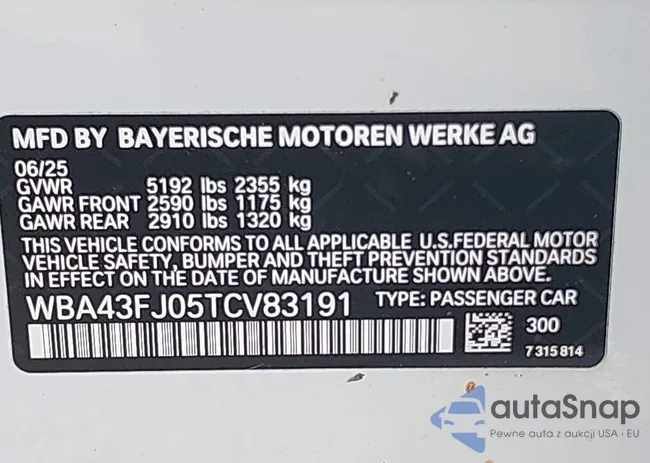 MFD BY BAYERISCHE MOTOREN WERKE AG
06/25
GVWR 5192 lbs 2355 kg
GAWR FRONT 2590 lbs 1175 kg
GAWR REAR 2910 lbs 1320 kg
THIS VEHICLE CONFORMS TO ALL APPLICABLE U.S.FEDERAL MOTOR
VEHICLE SAFETY, BUMPER AND THEFT PREVENTION STANDARDS
IN EFFECT ON THE DATE OF MANUFACTURE SHOWN ABOVE.
WBA43FJ05TCV83191 TYPE: PASSENGER CAR
300
7315814
autaSnap
Pewne auta z aukcji USA i EU